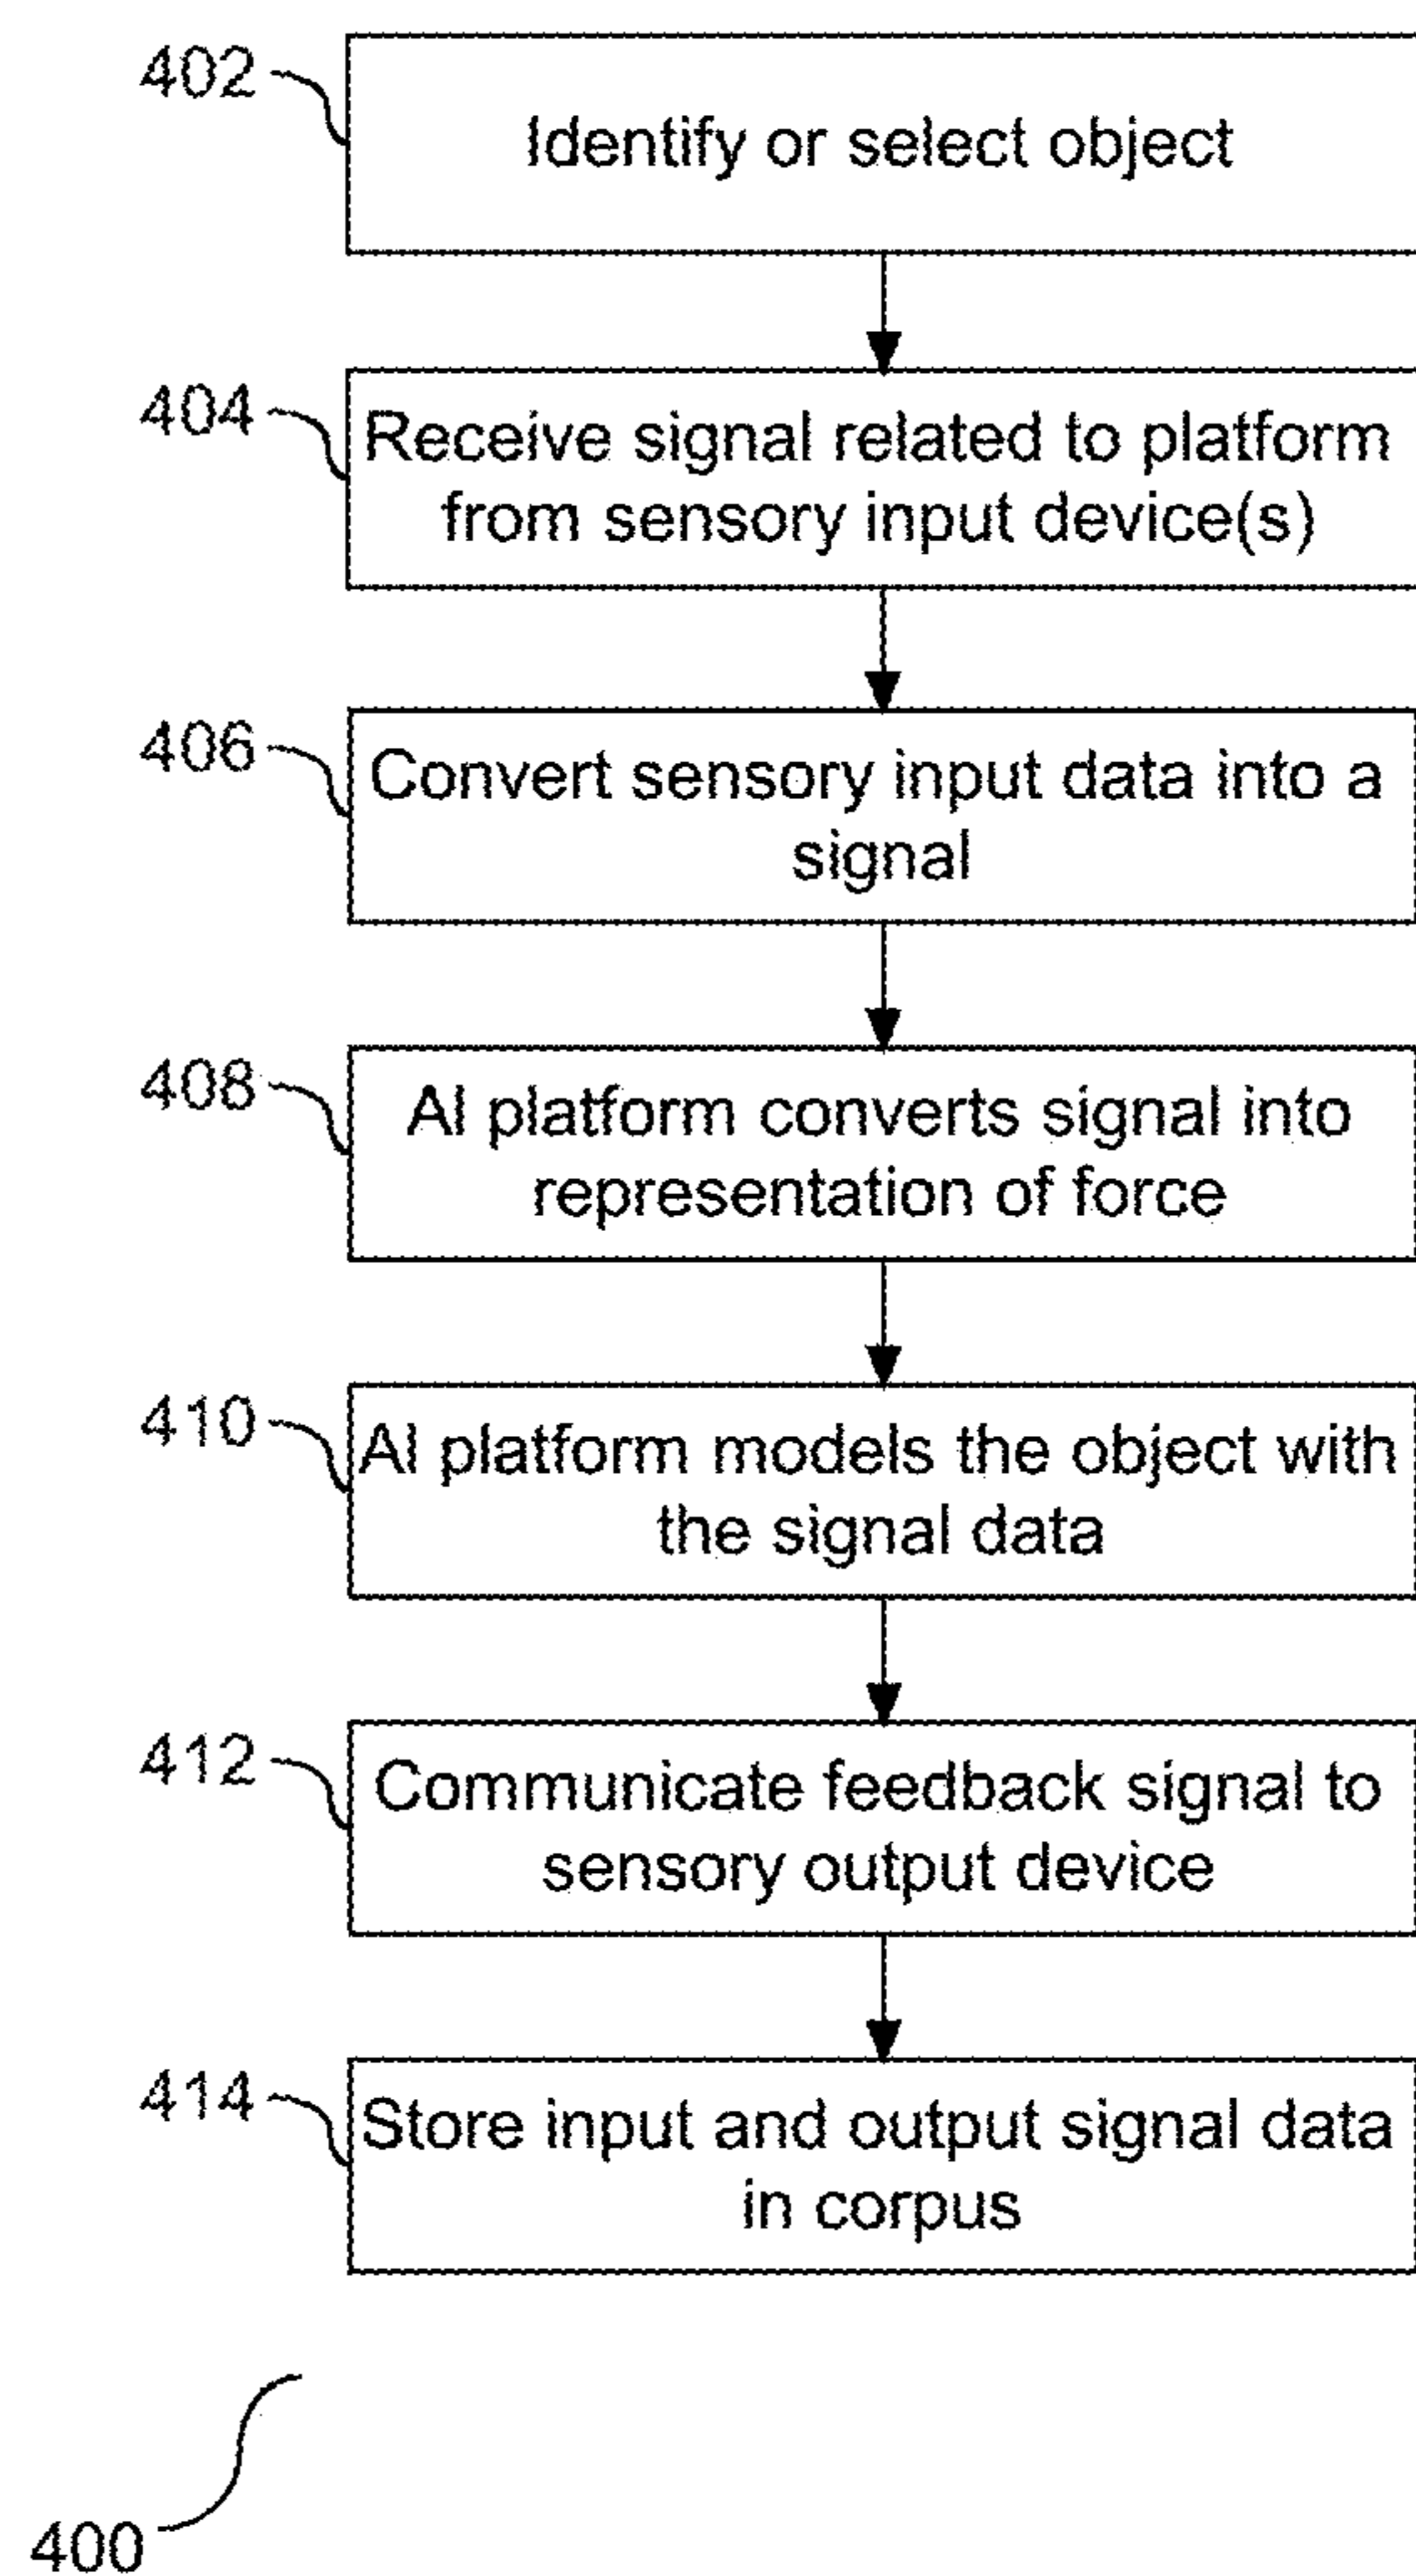 402
Identify or select object
404
Receive signal related to platform
from sensory input device(s)
406
Convert sensory input data into a
signal
408
AI platform converts signal into
representation of force
410
AI platform models the object with
the signal data
412
Communicate feedback signal to
sensory output device
414
Store input and output signal data
in corpus
400